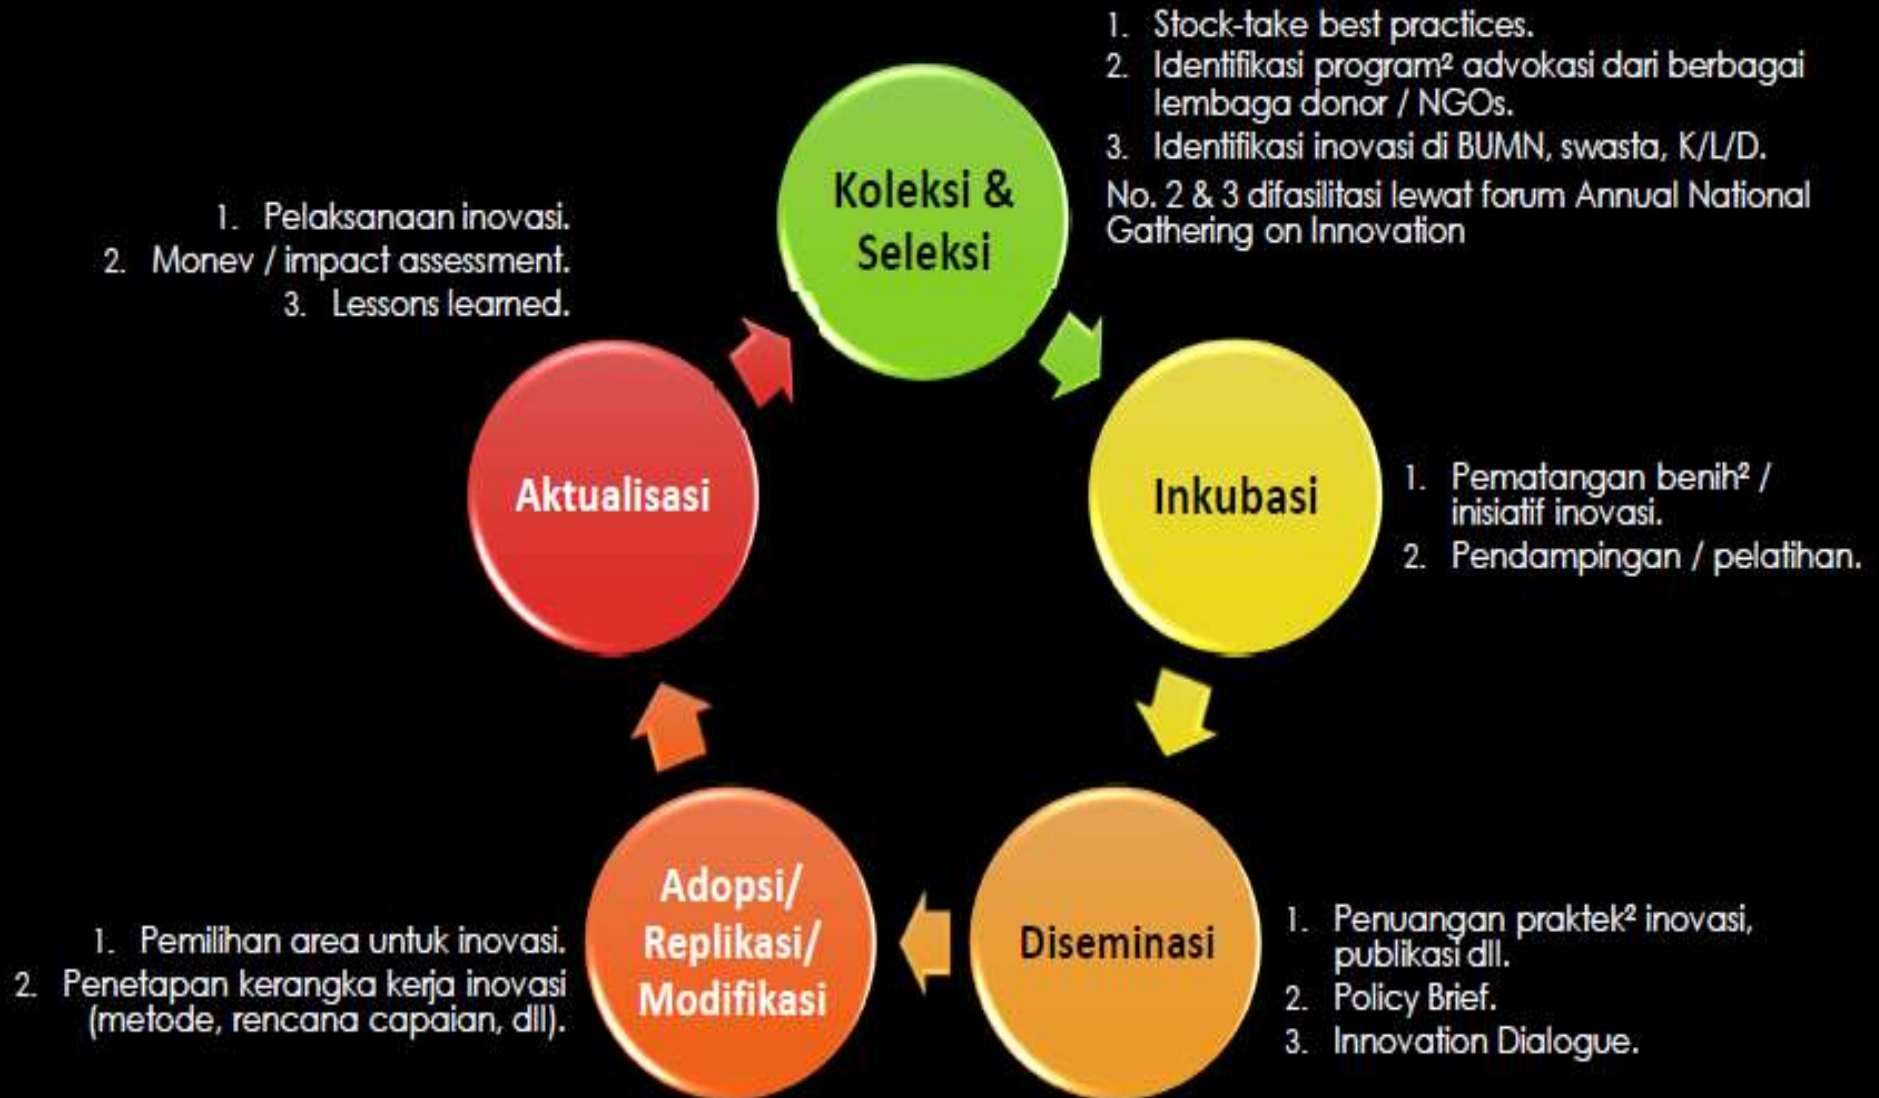 Koleksi &
Seleksi
1. Stock-take best practices.
2. Identifikasi program² advokasi dari berbagai
lembaga donor / NGOs.
3. Identifikasi inovasi di BUMN, swasta, K/L/D.
No. 2 & 3 difasilitasi lewat forum Annual National
Gathering on Innovation
Inkubasi
1. Pematangan benih² /
inisiatif inovasi.
2. Pendampingan / pelatihan.
Diseminasi
1. Penuangan praktek² inovasi,
publikasi dll.
2. Policy Brief.
3. Innovation Dialogue.
Adopsi/
Replikasi/
Modifikasi
1. Pemilihan area untuk inovasi.
2. Penetapan kerangka kerja inovasi
(metode, rencana capaian, dll).
Aktualisasi
1. Pelaksanaan inovasi.
2. Monev / impact assessment.
3. Lessons learned.